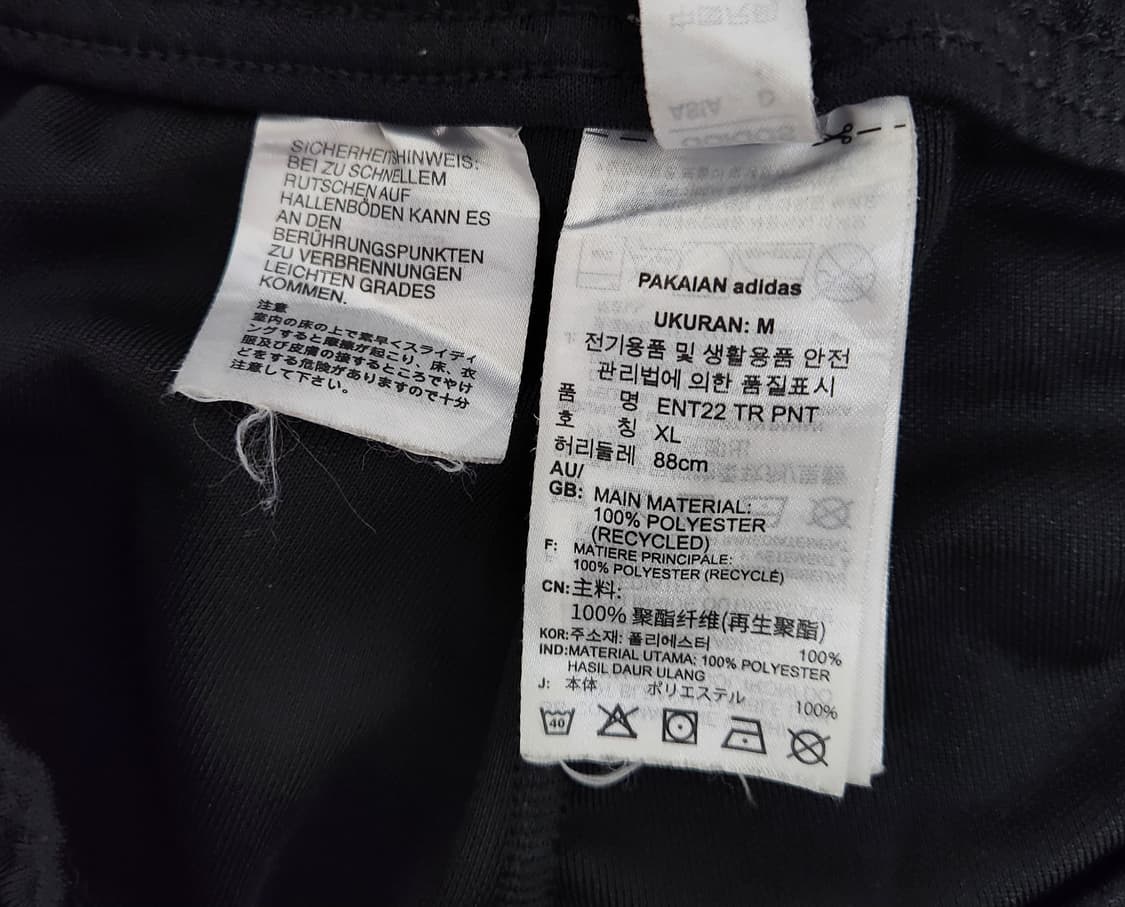 SICHERHEITSHINWEIS:
BEI ZU SCHNELLEM
RUTSCHEN AUF
HALLENBÖDEN KANN ES
AN DEN
BERÜHRUNGSPUNKTEN
ZU VERBRENNUNGEN
LEICHTEN GRADES
KOMMEN.
注意
室内の床の上で素早くスライディ
ングすると摩擦が起こり、床、衣
服及び皮膚の接するところでやけ
どをする危険がありますので十分
注意して下さい。
PAKAIAN adidas
UKURAN: M
전기용품 및 생활용품 안전
관리법에 의한 품질표시
품 명 ENT22 TR PNT
호 칭 XL
허리둘레 88cm
AU/
GB: MAIN MATERIAL:
100% POLYESTER
(RECYCLED)
F: MATIERE PRINCIPALE:
100% POLYESTER (RECYCLÉ)
CN: 主料:
100% 聚酯纤维(再生聚酯)
KOR: 주소재: 폴리에스터 100%
IND: MATERIAL UTAMA: 100% POLYESTER
HASIL DAUR ULANG
J: 本体 ポリエステル 100%
40